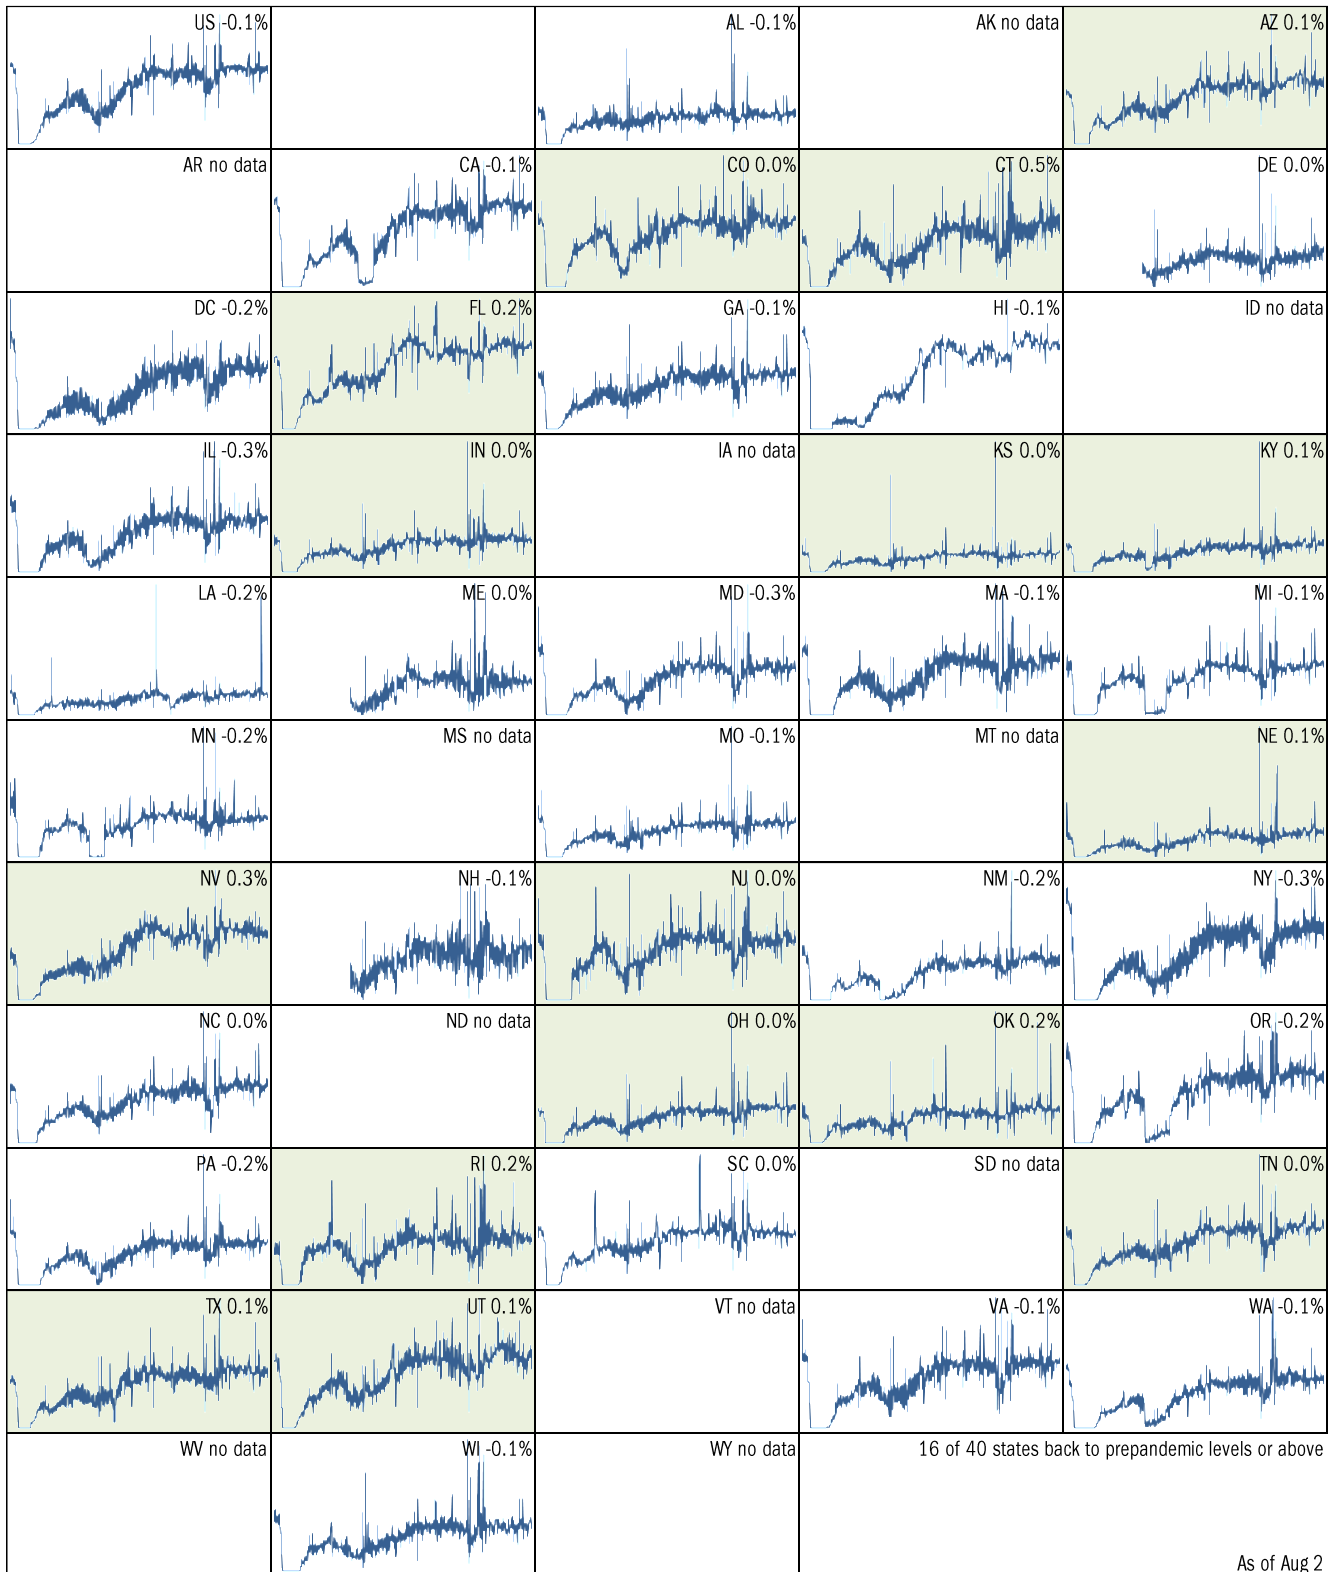 US -0.1%
AL -0.1%
AK no data
AZ 0.1%
AR no data
CA -0.1%
CO 0.0%
CT 0.5%
DE 0.0%
DC -0.2%
FL 0.2%
GA -0.1%
HI -0.1%
ID no data
IL -0.3%
IN 0.0%
IA no data
KS 0.0%
KY 0.1%
LA -0.2%
ME 0.0%
MD -0.3%
MA -0.1%
MI -0.1%
MN -0.2%
MS no data
MO -0.1%
MT no data
NE 0.1%
NV 0.3%
NH -0.1%
NJ 0.0%
NM -0.2%
NY -0.3%
NC 0.0%
ND no data
OH 0.0%
OK 0.2%
OR -0.2%
PA -0.2%
RI 0.2%
SC 0.0%
SD no data
TN 0.0%
TX 0.1%
UT 0.1%
VT no data
VA -0.1%
WA -0.1%
WV no data
WI -0.1%
WY no data
16 of 40 states back to prepandemic levels or above
As of Aug 2